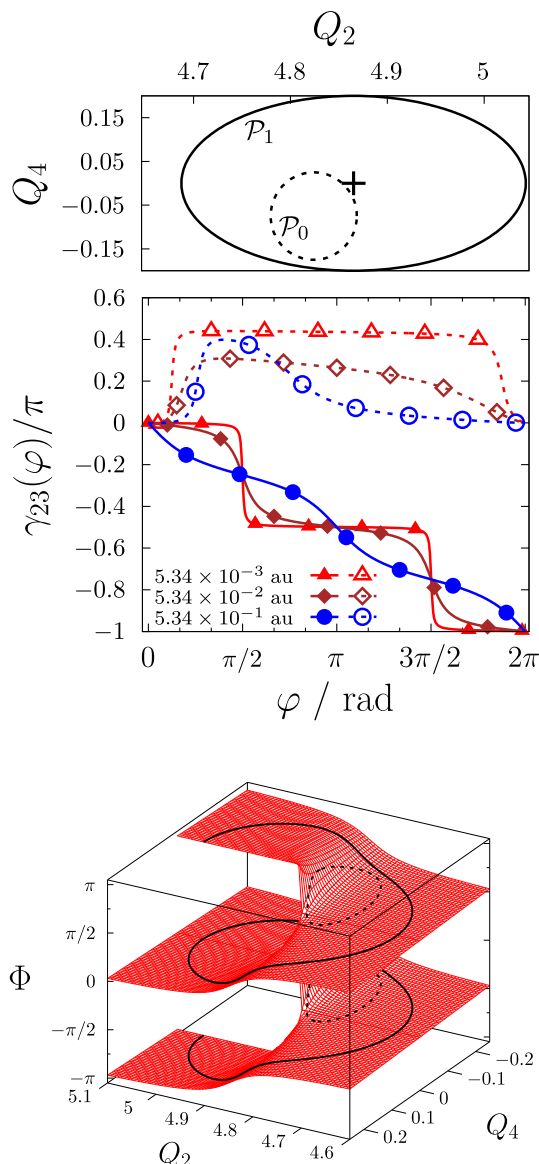 Q₂
4.7 4.8 4.9 5
Q₄
0.15
0.05
−0.05
−0.15
𝒫₁
𝒫₀
γ₂₃(φ)/π
0.6
0.4
0.2
0
−0.2
−0.4
−0.6
−0.8
−1
5.34 × 10⁻³ au
5.34 × 10⁻² au
5.34 × 10⁻¹ au
0 π/2 π 3π/2 2π
φ / rad
Φ
π
π/2
0
−π/2
−π
5.1 5 4.9 4.8 4.7 4.6
Q₂
−0.2
−0.1
0
0.1
0.2
Q₄